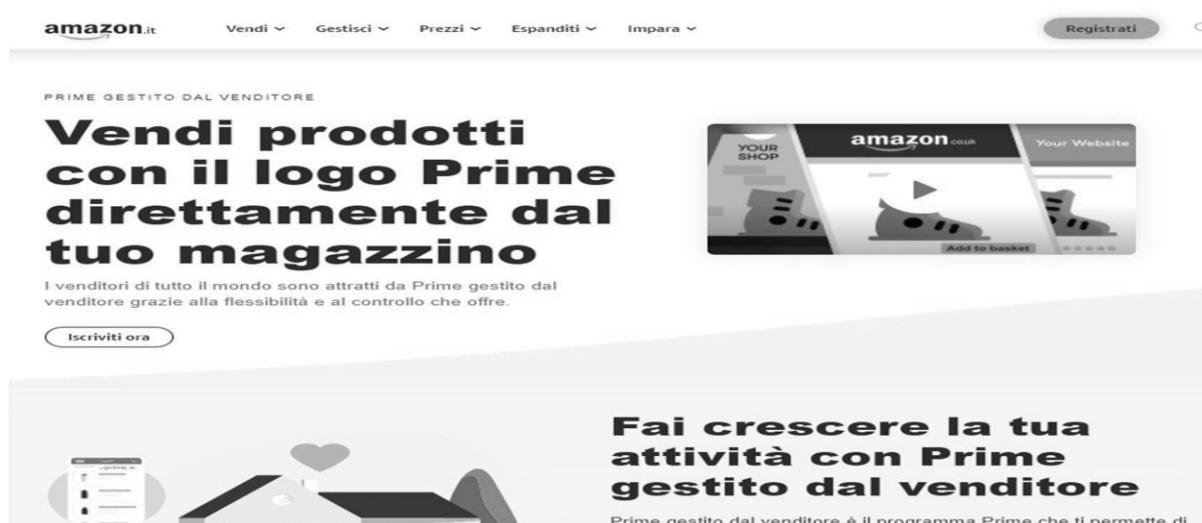 amazon.it
Vendi
Gestisci
Prezzi
Espanditi
Impara
Registrati
PRIME GESTITO DAL VENDITORE
Vendi prodotti
con il logo Prime
direttamente dal
tuo magazzino
I venditori di tutto il mondo sono attratti da Prime gestito dal
venditore grazie alla flessibilità e al controllo che offre.
Iscriviti ora
YOUR
SHOP
amazon.co.uk
Your Website
Add to basket
prime
Fai crescere la tua
attività con Prime
gestito dal venditore
Prime gestito dal venditore è il programma Prime che ti permette di